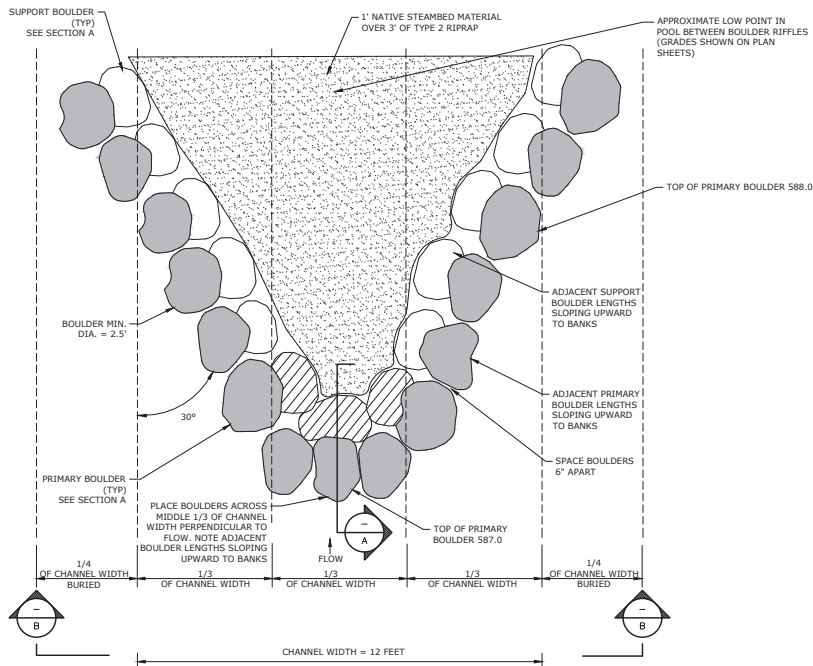 SUPPORT BOULDER
(TYP)
SEE SECTION A
1' NATIVE STEAMBED MATERIAL
OVER 3' OF TYPE 2 RIPRAP
APPROXIMATE LOW POINT IN
POOL BETWEEN BOULDER RIFFLES
(GRADES SHOWN ON PLAN
SHEETS)
TOP OF PRIMARY BOULDER 588.0
ADJACENT SUPPORT
BOULDER LENGTHS
SLOPING UPWARD
TO BANKS
BOULDER MIN.
DIA. = 2.5'
ADJACENT PRIMARY
BOULDER LENGTHS
SLOPING UPWARD
TO BANKS
30°
SPACE BOULDERS
6" APART
PRIMARY BOULDER
(TYP)
SEE SECTION A
PLACE BOULDERS ACROSS
MIDDLE 1/3 OF CHANNEL
WIDTH PERPENDICULAR TO
FLOW. NOTE ADJACENT
BOULDER LENGTHS SLOPING
UPWARD TO BANKS
TOP OF PRIMARY
BOULDER 587.0
–
A
FLOW
1/4
OF CHANNEL WIDTH
BURIED
1/3
OF CHANNEL WIDTH
1/3
OF CHANNEL WIDTH
1/3
OF CHANNEL WIDTH
1/4
OF CHANNEL WIDTH
BURIED
–
B
–
B
CHANNEL WIDTH = 12 FEET